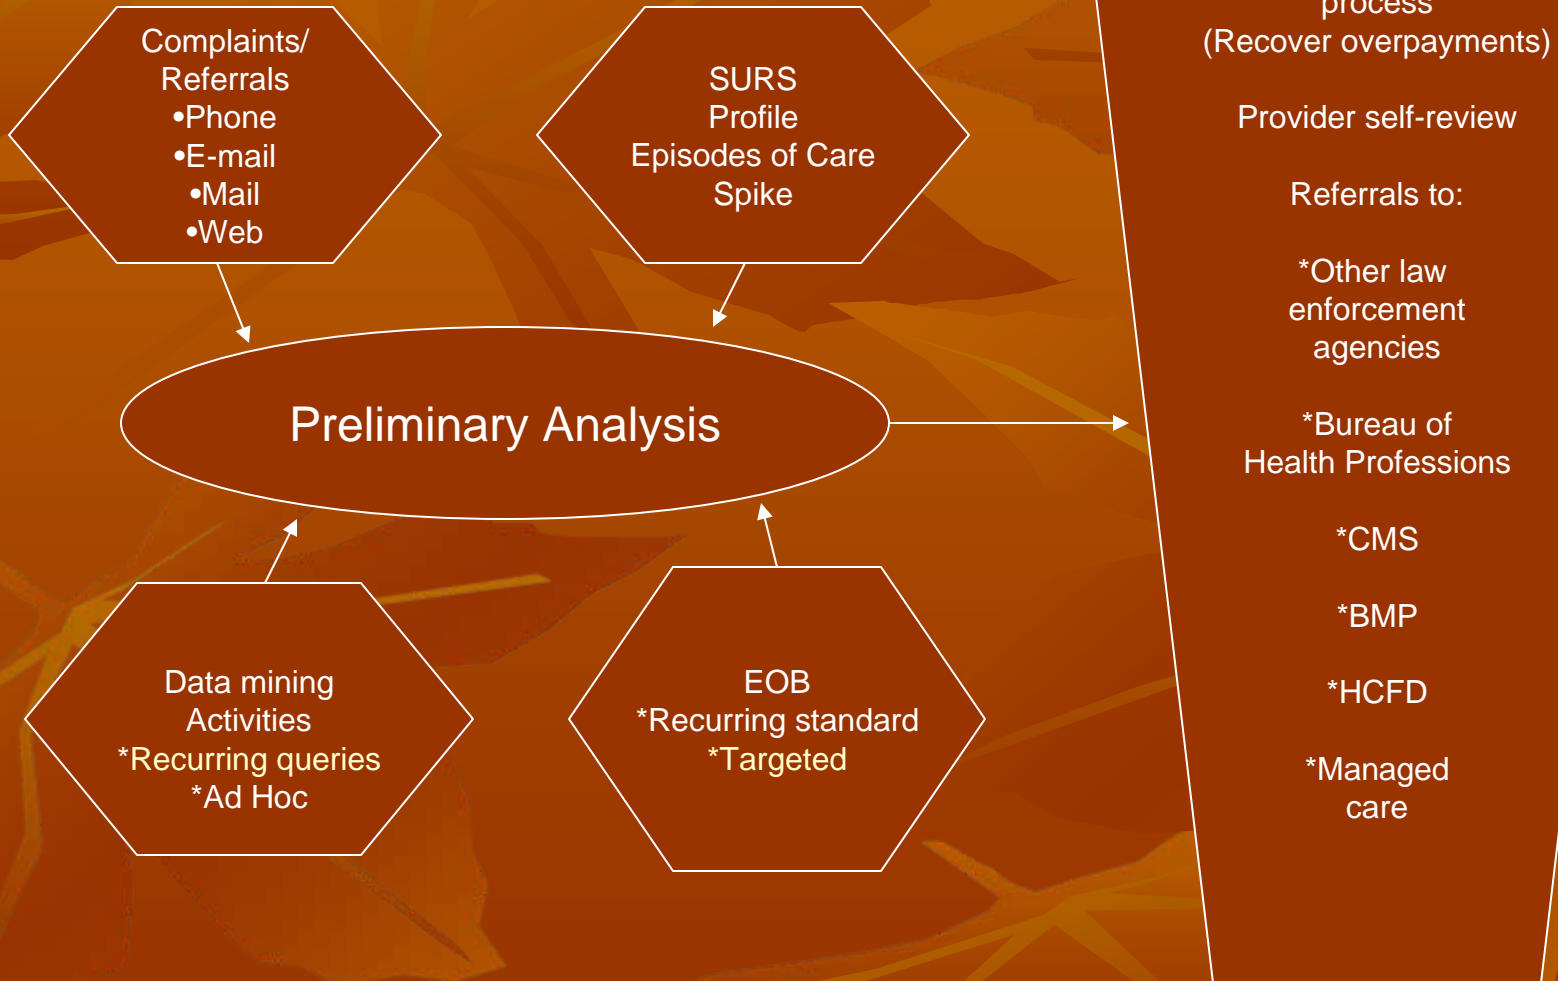 Complaints/
Referrals
•Phone
•E-mail
•Mail
•Web
SURS
Profile
Episodes of Care
Spike
Preliminary Analysis
Data mining
Activities
*Recurring queries
*Ad Hoc
EOB
*Recurring standard
*Targeted
process
(Recover overpayments)
Provider self-review
Referrals to:
*Other law
enforcement
agencies
*Bureau of
Health Professions
*CMS
*BMP
*HCFD
*Managed
care